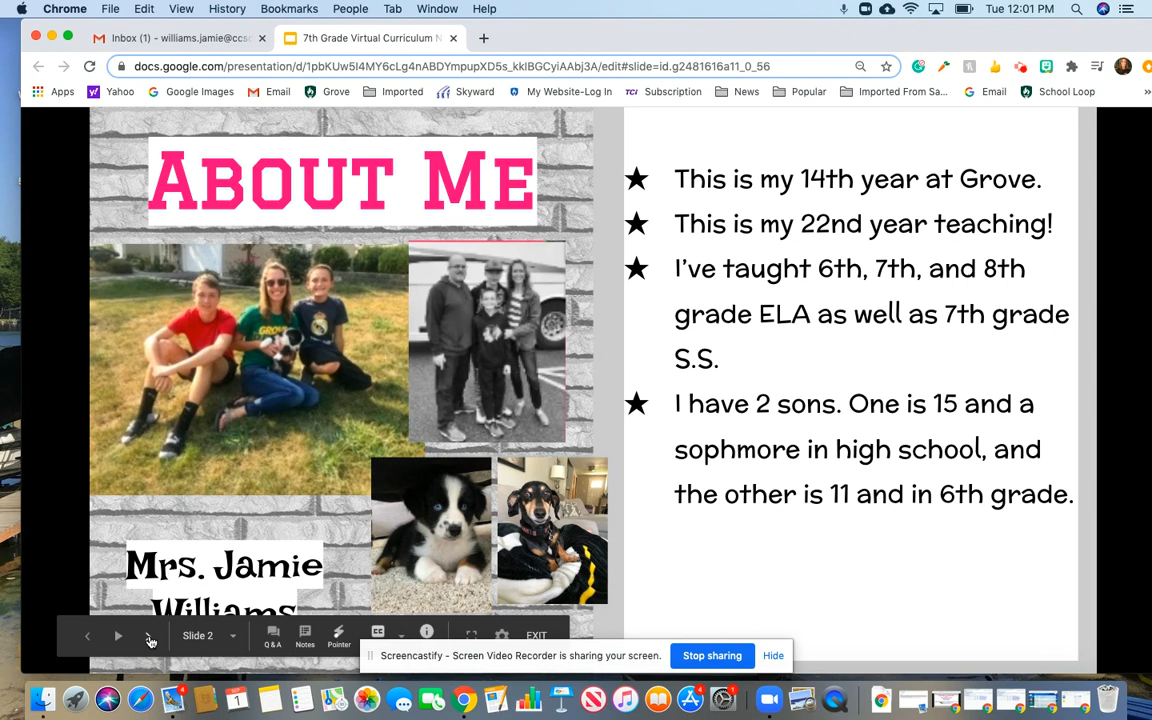 Chrome File Edit View History Bookmarks People Tab Window Help Tue 12:01 PM
Inbox (1) - williams.jamie@ccsc
7th Grade Virtual Curriculum N
docs.google.com/presentation/d/1pbKUw5I4MY6cLg4nABDYmpupXD5s_kkIBGCyiAAbj3A/edit#slide=id.g2481616a11_0_56
Apps Yahoo Google Images Email Grove Imported Skyward My Website-Log In TCi Subscription News Popular Imported From Sa... Email School Loop »
About Me
Mrs. Jamie
Williams
★ This is my 14th year at Grove.
★ This is my 22nd year teaching!
★ I've taught 6th, 7th, and 8th
grade ELA as well as 7th grade
S.S.
★ I have 2 sons. One is 15 and a
sophmore in high school, and
the other is 11 and in 6th grade.
Slide 2 Q & A Notes Pointer EXIT
Screencastify - Screen Video Recorder is sharing your screen. Stop sharing Hide